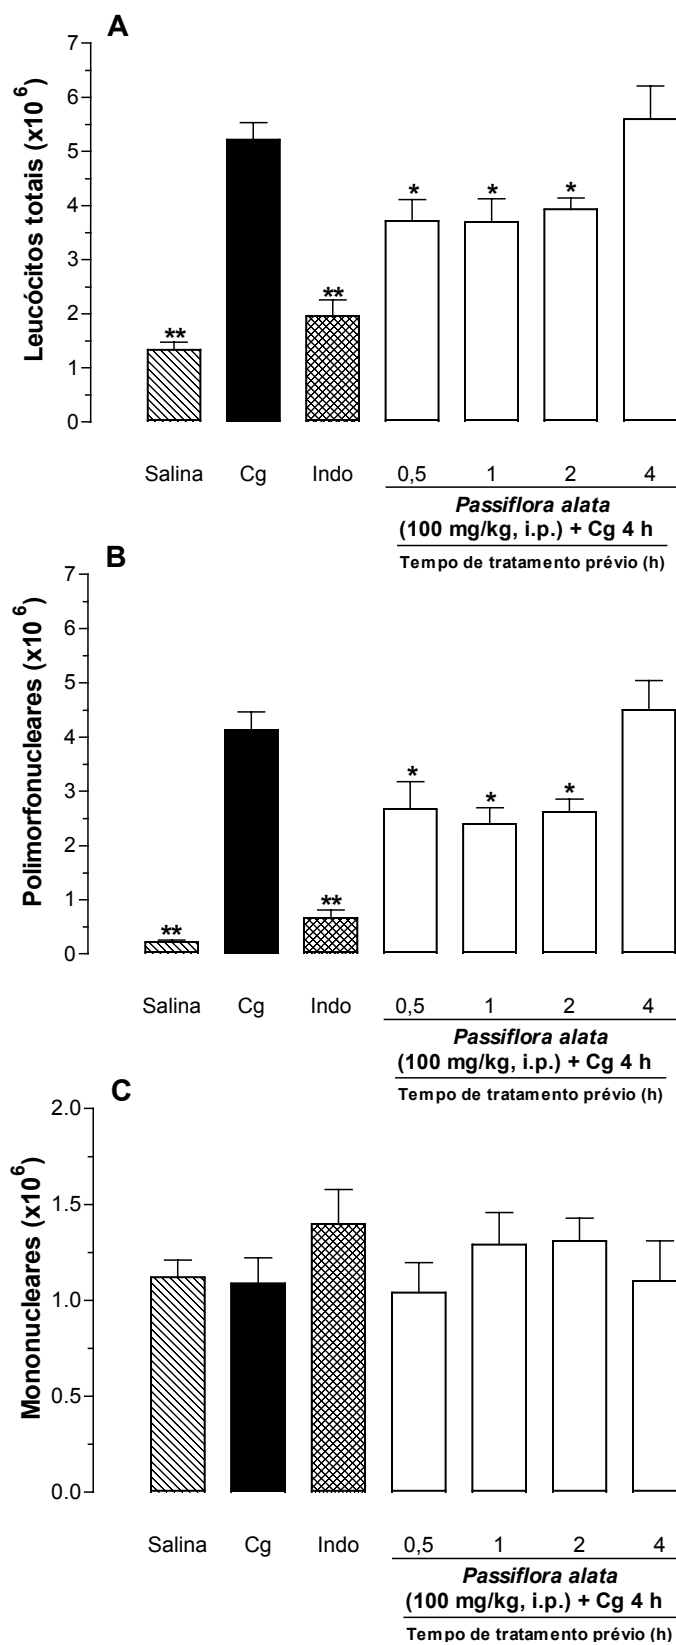 A
Leucócitos totais (x10⁶)
7
6
5
4
3
2
1
0
**
**
*
*
*
Salina Cg Indo 0,5 1 2 4
Passiflora alata
(100 mg/kg, i.p.) + Cg 4 h
Tempo de tratamento prévio (h)
B
Polimorfonucleares (x10⁶)
7
6
5
4
3
2
1
0
**
**
*
*
*
Salina Cg Indo 0,5 1 2 4
Passiflora alata
(100 mg/kg, i.p.) + Cg 4 h
Tempo de tratamento prévio (h)
C
Mononucleares (x10⁶)
2.0
1.5
1.0
0.5
0.0
Salina Cg Indo 0,5 1 2 4
Passiflora alata
(100 mg/kg, i.p.) + Cg 4 h
Tempo de tratamento prévio (h)